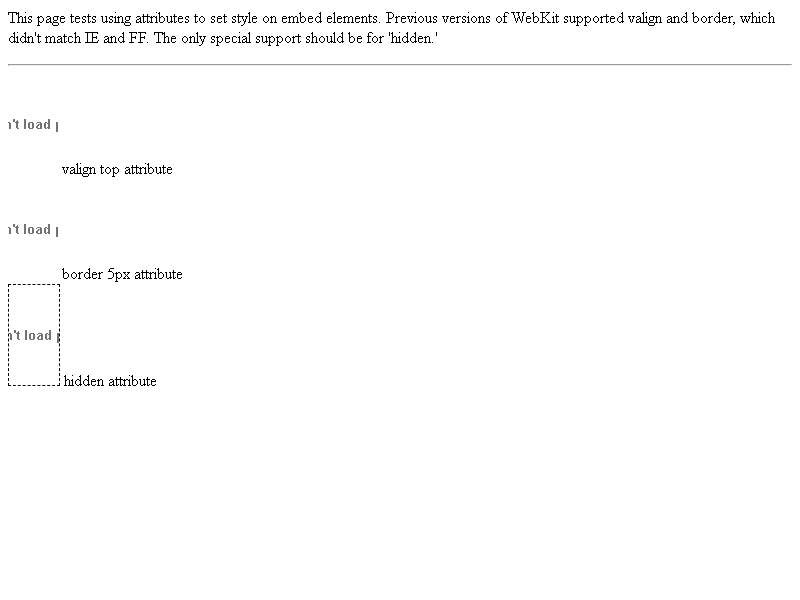 This page tests using attributes to set style on embed elements. Previous versions of WebKit supported valign and border, which
didn't match IE and FF. The only special support should be for 'hidden.'
n't load
valign top attribute
n't load
border 5px attribute
n't load
hidden attribute